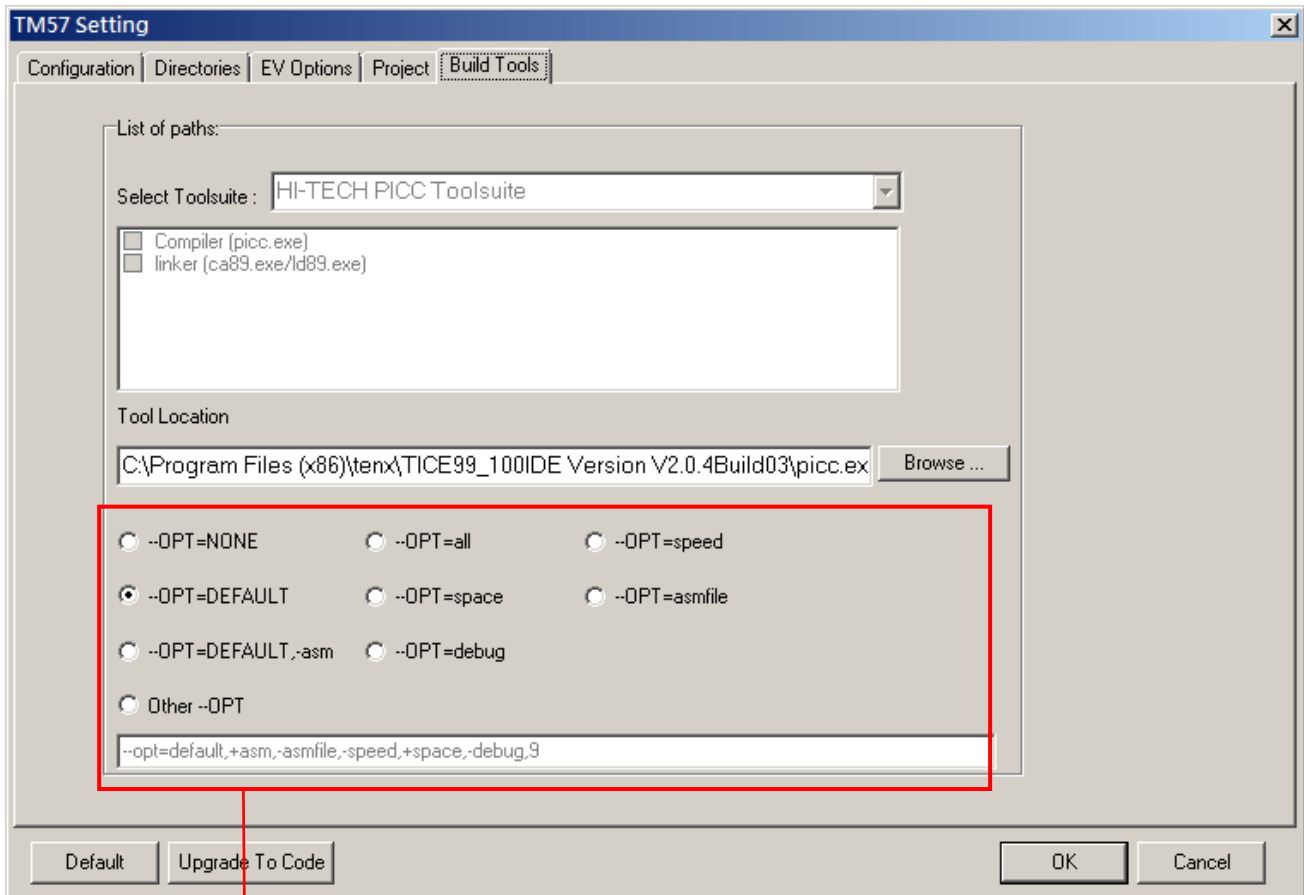 TM57 Setting
Configuration Directories EV Options Project Build Tools
List of paths:
Select Toolsuite : HI-TECH PICC Toolsuite
Compiler (picc.exe)
linker (ca89.exe/ld89.exe)
Tool Location
C:\Program Files (x86)\tenx\TICE99_100IDE Version V2.0.4Build03\picc.ex Browse ...
--OPT=NONE --OPT=all --OPT=speed
--OPT=DEFAULT --OPT=space --OPT=asmfile
--OPT=DEFAULT,-asm --OPT=debug
Other --OPT
--opt=default,+asm,-asmfile,-speed,+space,-debug,9
Default Upgrade To Code OK Cancel